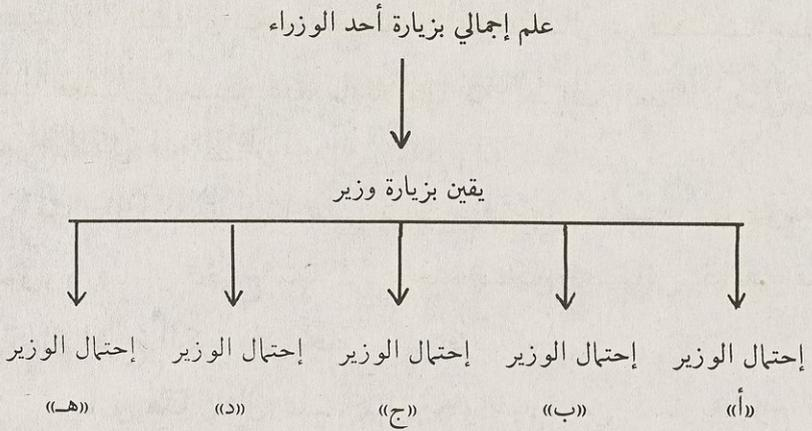 علم إجمالي بزيارة أحد الوزراء
يقين بزيارة وزير
إحتمال الوزير إحتمال الوزير إحتمال الوزير إحتمال الوزير إحتمال الوزير
«أ» «ب» «ج» «د» «هـ»